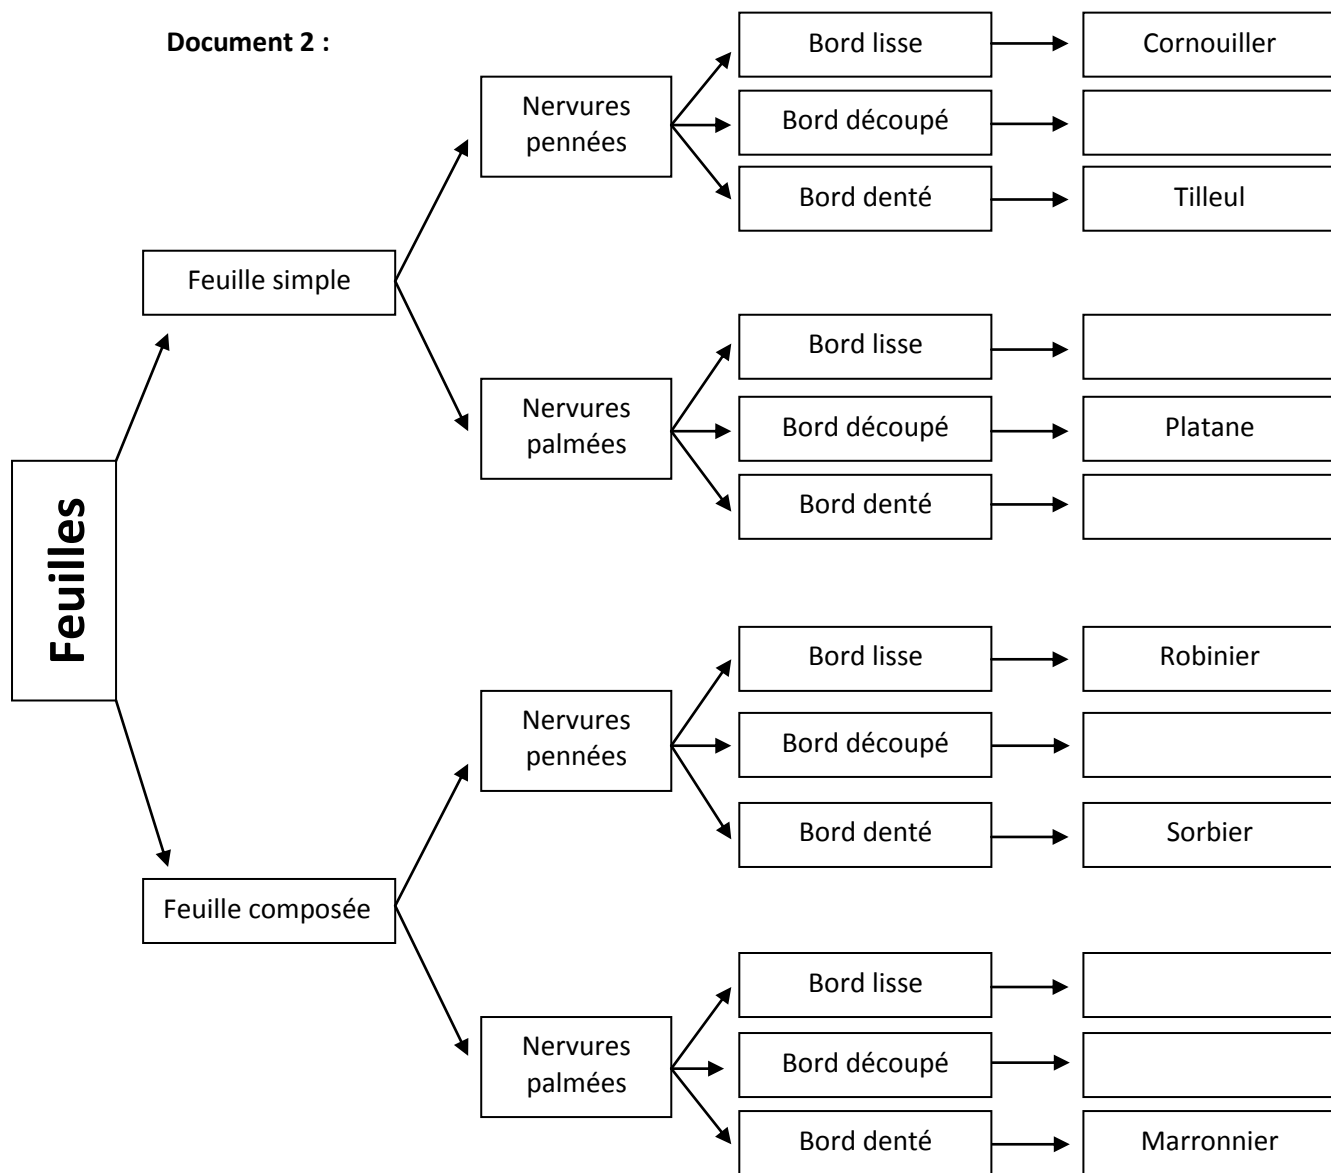 Document 2 :
Feuilles
Feuille simple
Nervures
pennées
Bord lisse
Cornouiller
Bord découpé
Bord denté
Tilleul
Nervures
palmées
Bord lisse
Bord découpé
Platane
Bord denté
Feuille composée
Nervures
pennées
Bord lisse
Robinier
Bord découpé
Bord denté
Sorbier
Nervures
palmées
Bord lisse
Bord découpé
Bord denté
Marronnier